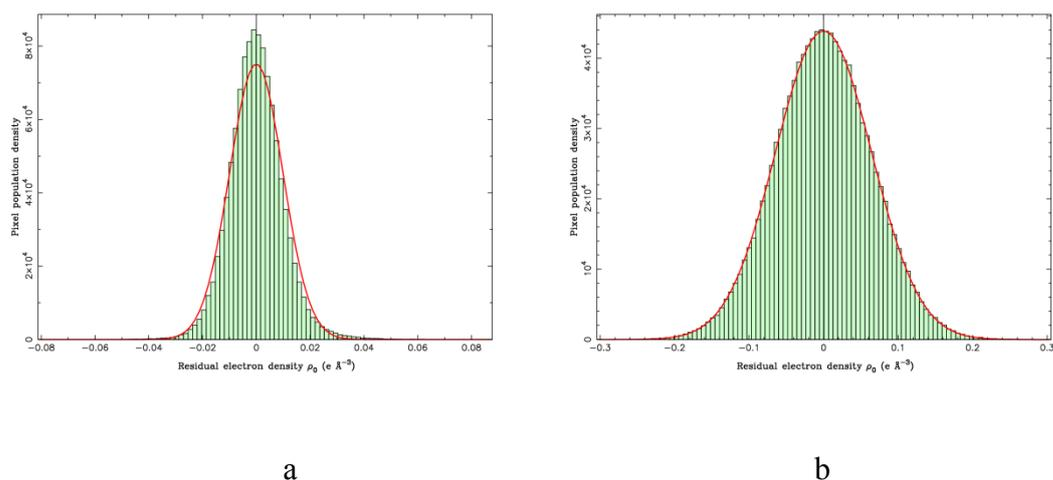 8×10⁴
6×10⁴
4×10⁴
2×10⁴
0
Pixel population density
−0.08 −0.06 −0.04 −0.02 0 0.02 0.04 0.06 0.08
Residual electron density ρ₀ (e Å⁻³)
4×10⁴
3×10⁴
2×10⁴
10⁴
0
Pixel population density
−0.3 −0.2 −0.1 0 0.1 0.2 0.3
Residual electron density ρ₀ (e Å⁻³)
a b